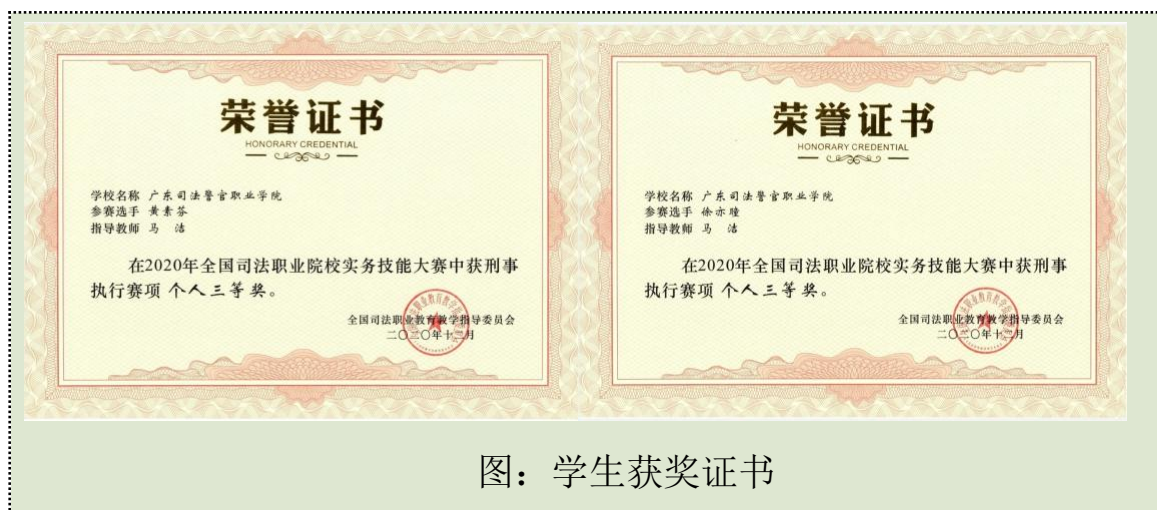 荣誉证书
HONORARY CREDENTIAL
学校名称 广东司法警官职业学院
参赛选手 黄素芬
指导教师 马 洁
在2020年全国司法职业院校实务技能大赛中获刑事
执行赛项 个人三等奖。
全国司法职业教育教学指导委员会
二〇二〇年十二月
荣誉证书
HONORARY CREDENTIAL
学校名称 广东司法警官职业学院
参赛选手 徐亦瞳
指导教师 马 洁
在2020年全国司法职业院校实务技能大赛中获刑事
执行赛项 个人三等奖。
全国司法职业教育教学指导委员会
二〇二〇年十二月
图：学生获奖证书